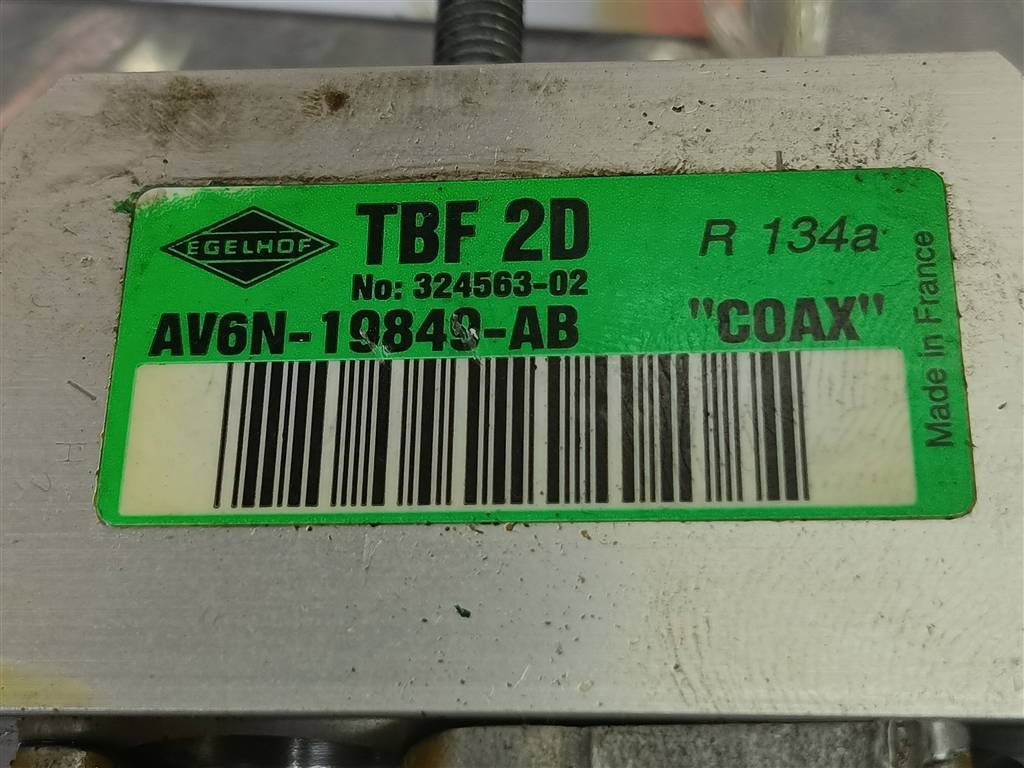 EGELHOF
TBF 2D
R 134a
No: 324563-02
AV6N-19849-AB
"COAX"
Made in France